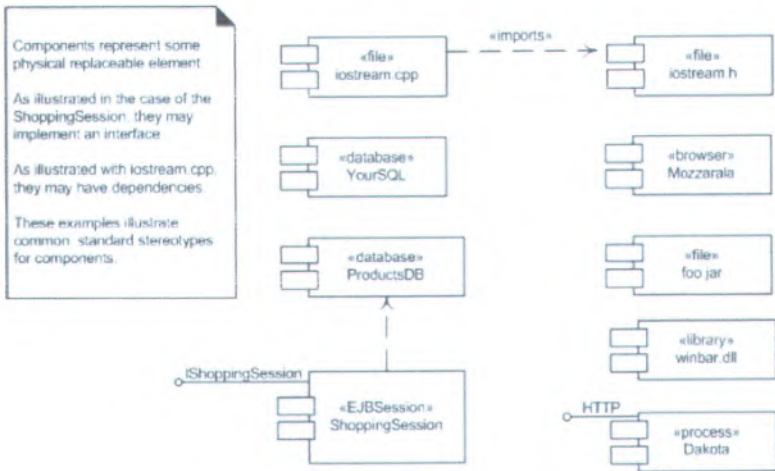 Components represent some
physical replaceable element.
As illustrated in the case of the
ShoppingSession, they may
implement an interface.
As illustrated with iostream.cpp,
they may have dependencies.
These examples illustrate
common, standard stereotypes
for components.
«file»
iostream.cpp
«imports»
«file»
iostream.h
«database»
YourSQL
«browser»
Mozzarala
«database»
ProductsDB
«file»
foo.jar
«library»
winbar.dll
IShoppingSession
«EJBSession»
ShoppingSession
HTTP
«process»
Dakota